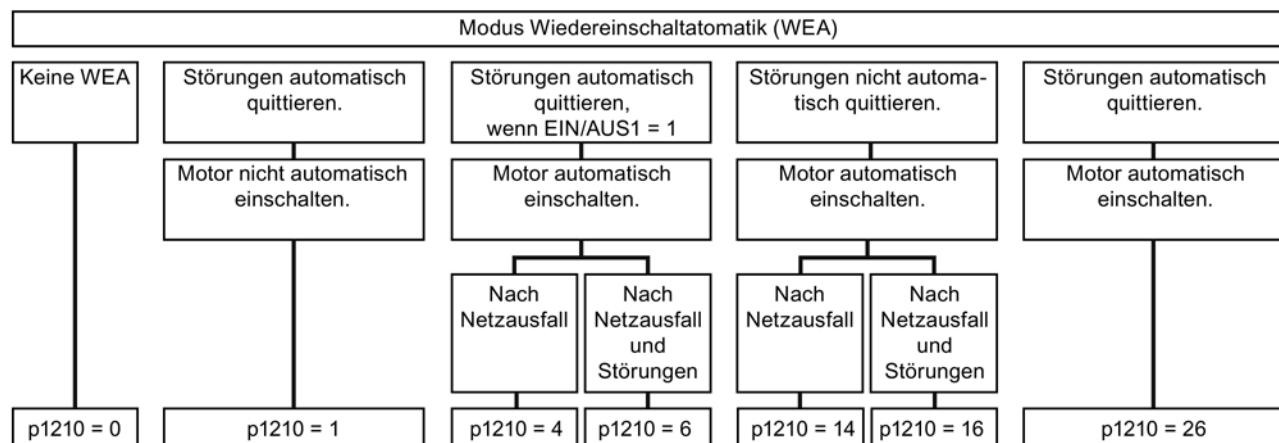 Modus Wiedereinschaltatomatik (WEA)
Keine WEA
Störungen automatisch
quittieren.
Störungen automatisch
quittieren,
wenn EIN/AUS1 = 1
Störungen nicht automa-
tisch quittieren.
Störungen automatisch
quittieren.
Motor nicht automatisch
einschalten.
Motor automatisch
einschalten.
Motor automatisch
einschalten.
Motor automatisch
einschalten.
Nach
Netzausfall
Nach
Netzausfall
und
Störungen
Nach
Netzausfall
Nach
Netzausfall
und
Störungen
p1210 = 0
p1210 = 1
p1210 = 4
p1210 = 6
p1210 = 14
p1210 = 16
p1210 = 26